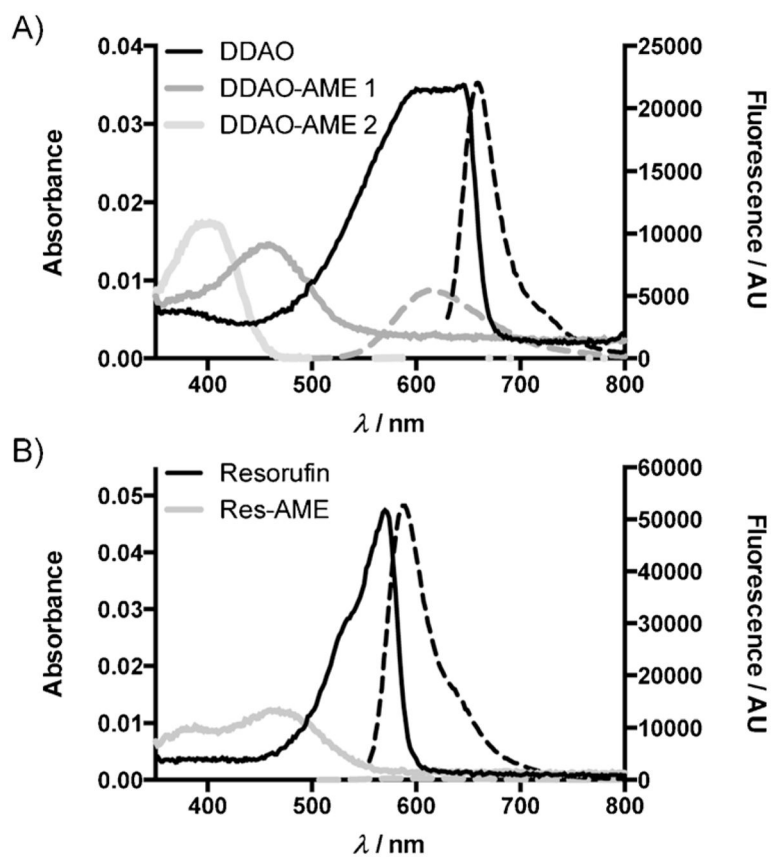 A)
DDAO
DDAO-AME 1
DDAO-AME 2
0.04
0.03
0.02
0.01
0.00
Absorbance
25000
20000
15000
10000
5000
0
Fluorescence / AU
400 500 600 700 800
λ / nm
B)
Resorufin
Res-AME
0.05
0.04
0.03
0.02
0.01
0.00
Absorbance
60000
50000
40000
30000
20000
10000
0
Fluorescence / AU
400 500 600 700 800
λ / nm